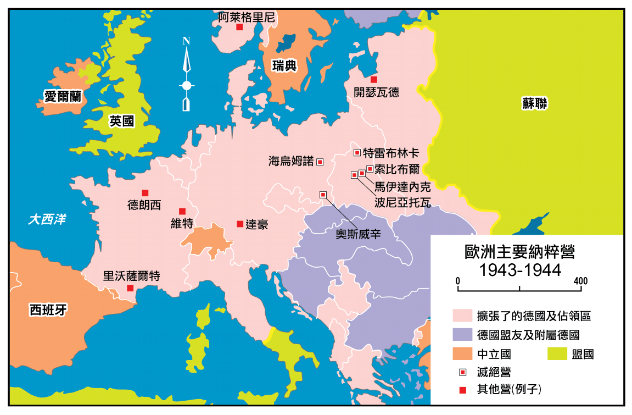 阿萊格里尼
N
瑞典
愛爾蘭
英國
開瑟瓦德
蘇聯
海烏姆諾
特雷布林卡
索比布爾
馬伊達內克
波尼亞托瓦
德朗西
大西洋
維特
達豪
奧斯威辛
里沃薩爾特
西班牙
歐洲主要納粹營
1943-1944
0 400
擴張了的德國及佔領區
德國盟友及附屬德國
中立國 盟國
滅絕營
其他營(例子)